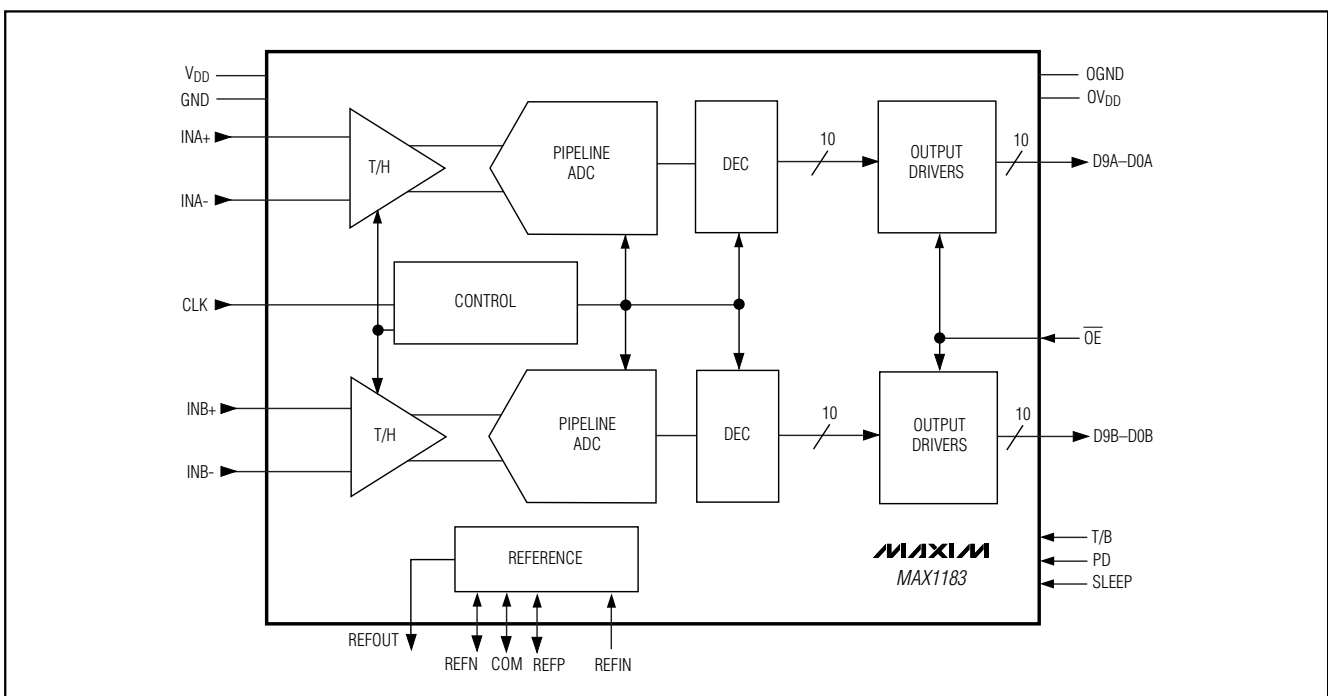 VDD
GND
INA+
INA-
CLK
INB+
INB-
T/H
PIPELINE
ADC
DEC
10
OUTPUT
DRIVERS
10
OGND
OVDD
D9A–D0A
CONTROL
OE
T/H
PIPELINE
ADC
DEC
10
OUTPUT
DRIVERS
10
D9B–D0B
REFERENCE
MAXIM
MAX1183
T/B
PD
SLEEP
REFOUT
REFN
COM
REFP
REFIN